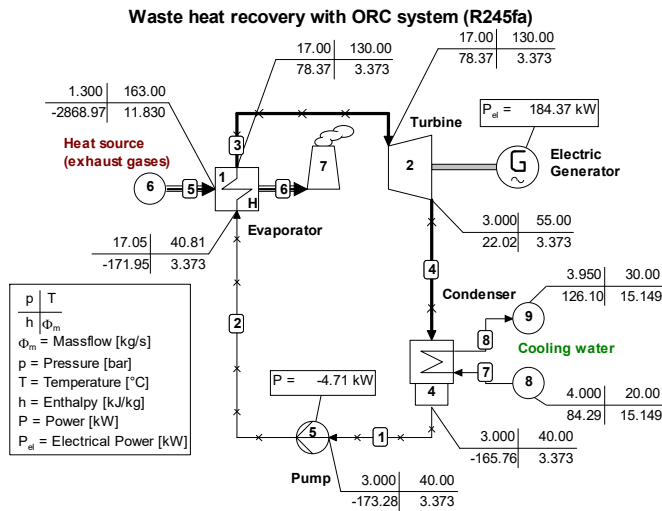 Waste heat recovery with ORC system (R245fa)
17.00 130.00
78.37 3.373
17.00 130.00
78.37 3.373
1.300 163.00
-2868.97 11.830
Turbine
P_el = 184.37 kW
Heat source
(exhaust gases)
3
1
H
7
2
G
Electric
Generator
6
5
6
Evaporator
3.000 55.00
22.02 3.373
17.05 40.81
-171.95 3.373
4
Condenser
3.950 30.00
126.10 15.149
p T
h Φm
Φm = Massflow [kg/s]
p = Pressure [bar]
T = Temperature [°C]
h = Enthalpy [kJ/kg]
P = Power [kW]
P_el = Electrical Power [kW]
2
9
8
Cooling water
7
8
4
P = -4.71 kW
4.000 20.00
84.29 15.149
5
1
3.000 40.00
-165.76 3.373
Pump
3.000 40.00
-173.28 3.373